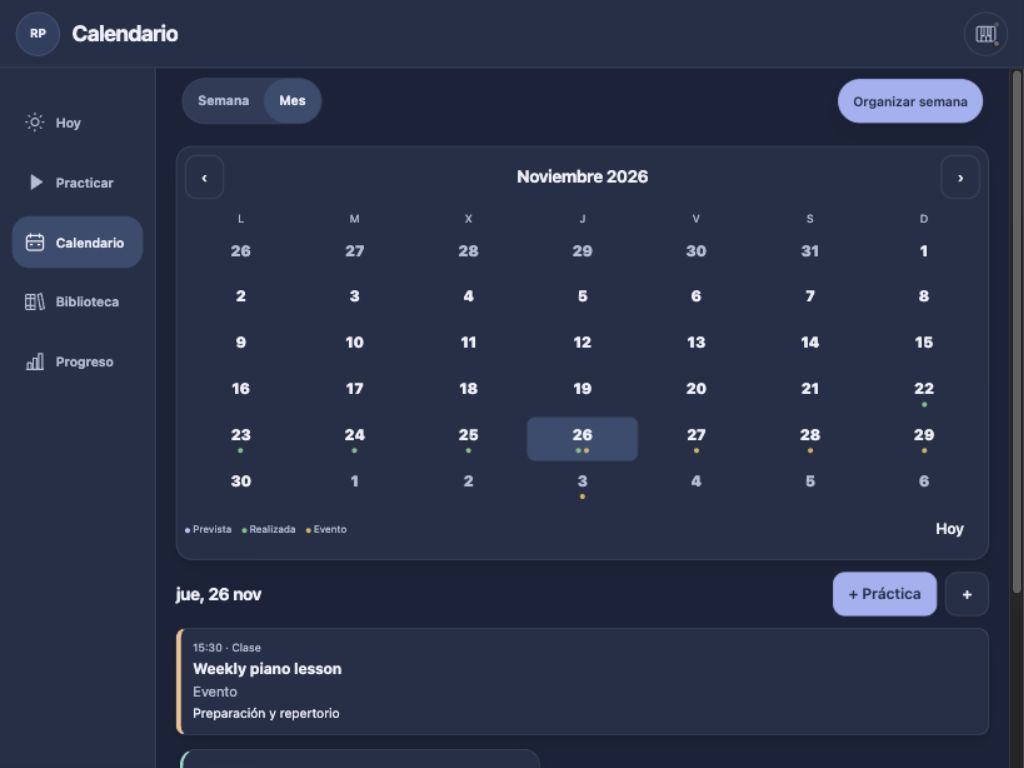 RP Calendario
Hoy
Practicar
Calendario
Biblioteca
Progreso
Semana Mes
Organizar semana
‹ Noviembre 2026 ›
L M X J V S D
26 27 28 29 30 31 1
2 3 4 5 6 7 8
9 10 11 12 13 14 15
16 17 18 19 20 21 22
23 24 25 26 27 28 29
30 1 2 3 4 5 6
Prevista Realizada Evento
Hoy
jue, 26 nov
+ Práctica
+
15:30 · Clase
Weekly piano lesson
Evento
Preparación y repertorio